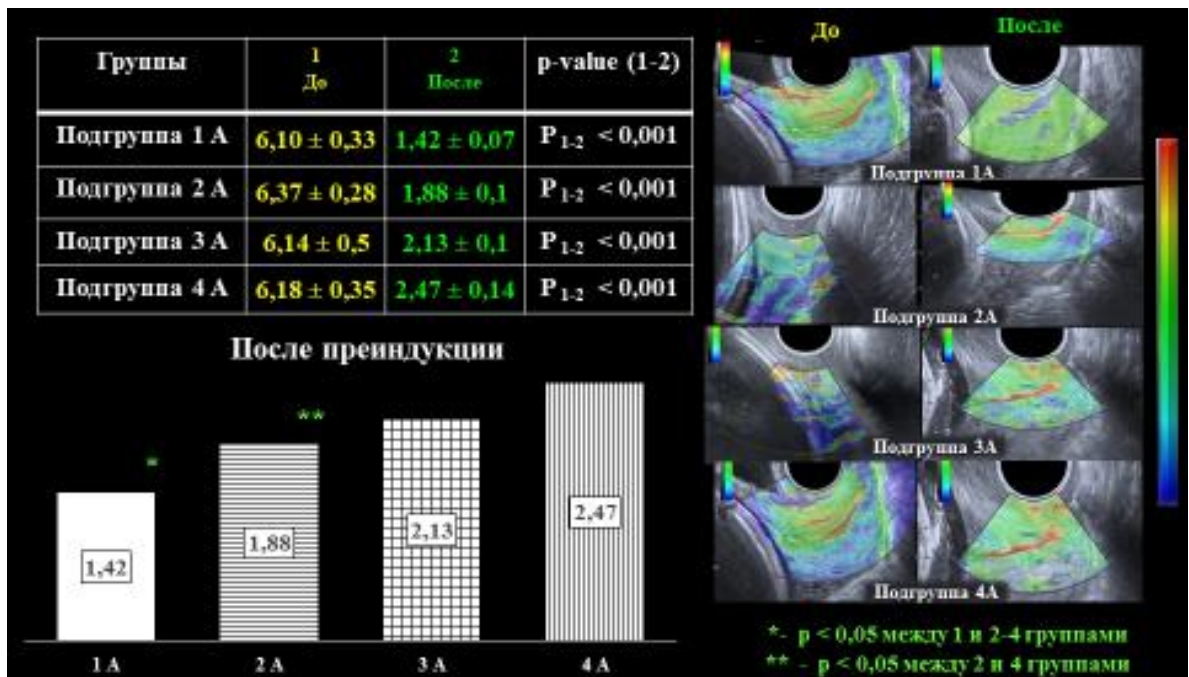 Группы
1
До
2
После
p-value (1-2)
Подгруппа 1 А 6,10 ± 0,33 1,42 ± 0,07 P1-2 < 0,001
Подгруппа 2 А 6,37 ± 0,28 1,88 ± 0,1 P1-2 < 0,001
Подгруппа 3 А 6,14 ± 0,5 2,13 ± 0,1 P1-2 < 0,001
Подгруппа 4 А 6,18 ± 0,35 2,47 ± 0,14 P1-2 < 0,001
После преиндукции
*
**
1,42
1,88
2,13
2,47
1 А 2 А 3 А 4 А
До После
Подгруппа 1А
Подгруппа 2А
Подгруппа 3А
Подгруппа 4А
*- p < 0,05 между 1 и 2-4 группами
** - p < 0,05 между 2 и 4 группами